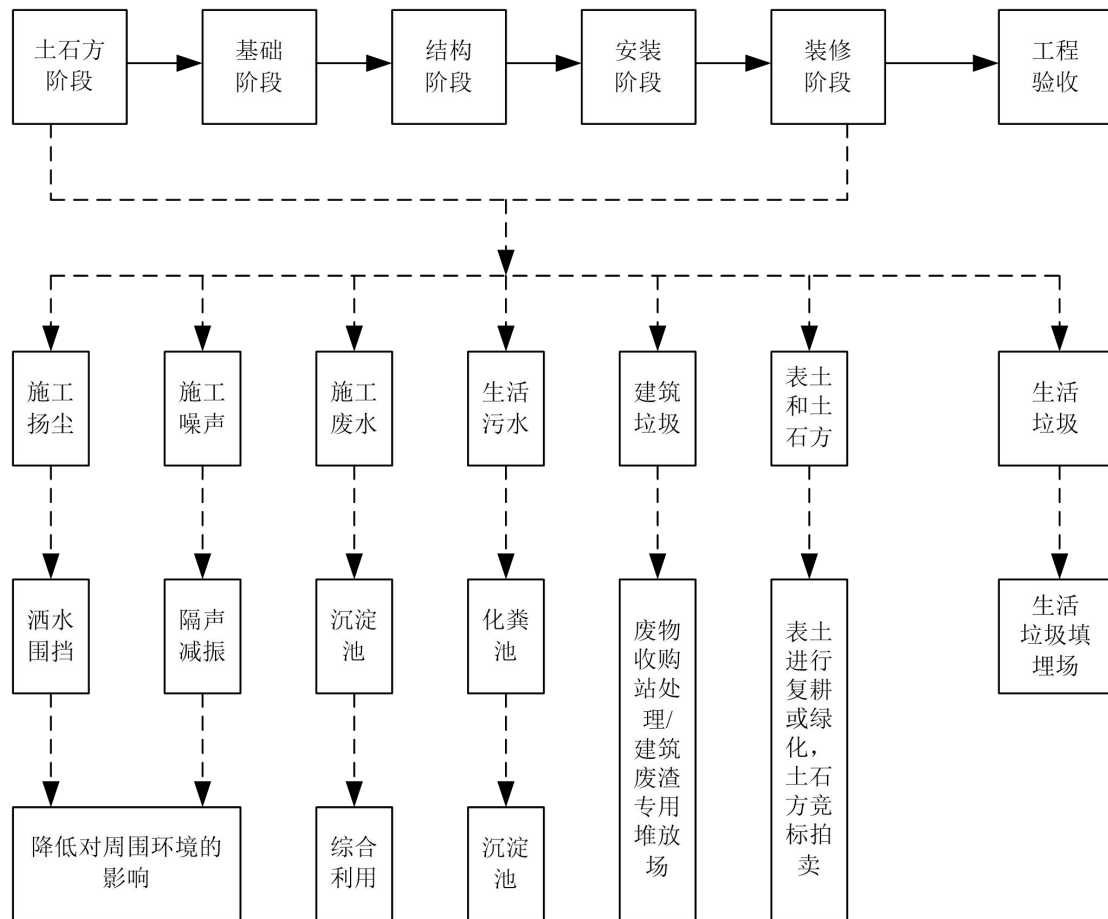 土石方
阶段
基础
阶段
结构
阶段
安装
阶段
装修
阶段
工程
验收
施工
扬尘
施工
噪声
施工
废水
生活
污水
建筑
垃圾
表土
和土
石方
生活
垃圾
洒水
围挡
隔声
减振
沉淀
池
化粪
池
废物
收购
站处
理/
建筑
废渣
专用
堆放
场
表土
进行
复耕
或绿
化，
土石
方竞
标拍
卖
生活
垃圾填
埋场
降低对周围环境的
影响
综合
利用
沉淀
池